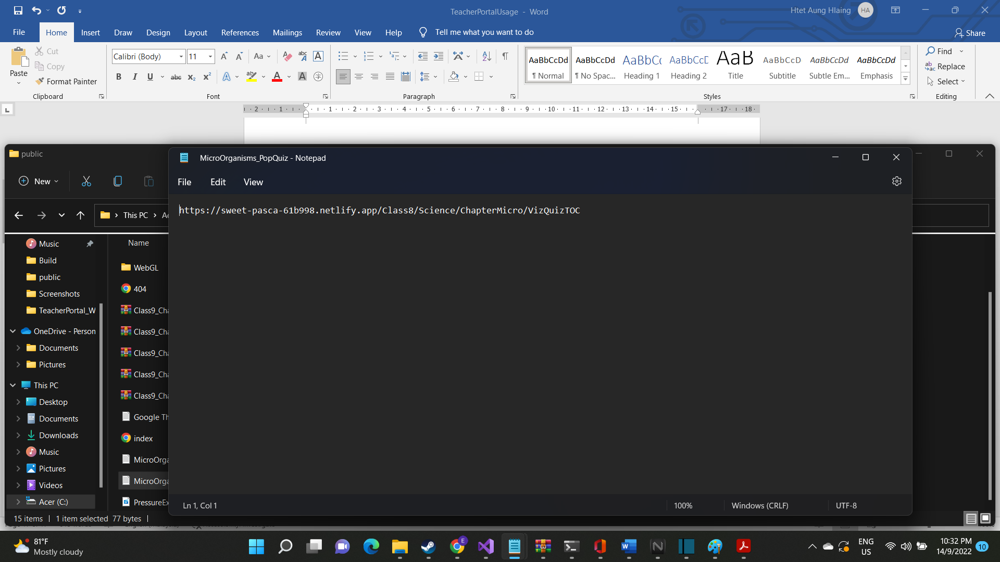 TeacherPortalUsage - Word
Htet Aung Hlaing HA
File Home Insert Draw Design Layout References Mailings Review View Help Tell me what you want to do Share
Paste
Cut
Copy
Format Painter
Clipboard
Calibri (Body) 11
Font
Paragraph
AaBbCcDd ¶ Normal
AaBbCcDd ¶ No Spac...
AaBbCc Heading 1
AaBbCcD Heading 2
AaB Title
AaBbCcD Subtitle
AaBbCcDd Subtle Em...
AaBbCcDd Emphasis
Styles
Find
Replace
Select
Editing
2 1 1 2 3 4 5 6 7 8 9 10 11 12 13 14 15 17 18
public
New
This PC
Music
Build
public
Screenshots
TeacherPortal_W
OneDrive - Person
Documents
Pictures
This PC
Desktop
Documents
Downloads
Music
Pictures
Videos
Acer (C:)
Name
WebGL
404
Class9_Cha
Class9_Cha
Class9_Cha
Class9_Cha
Class9_Cha
Google Th
index
MicroOrga
MicroOrga
PressureEx
15 items 1 item selected 77 bytes
MicroOrganisms_PopQuiz - Notepad
File Edit View
https://sweet-pasca-61b998.netlify.app/Class8/Science/ChapterMicro/VizQuizTOC
Ln 1, Col 1 100% Windows (CRLF) UTF-8
81°F
Mostly cloudy
ENG
US
10:32 PM
14/9/2022
10